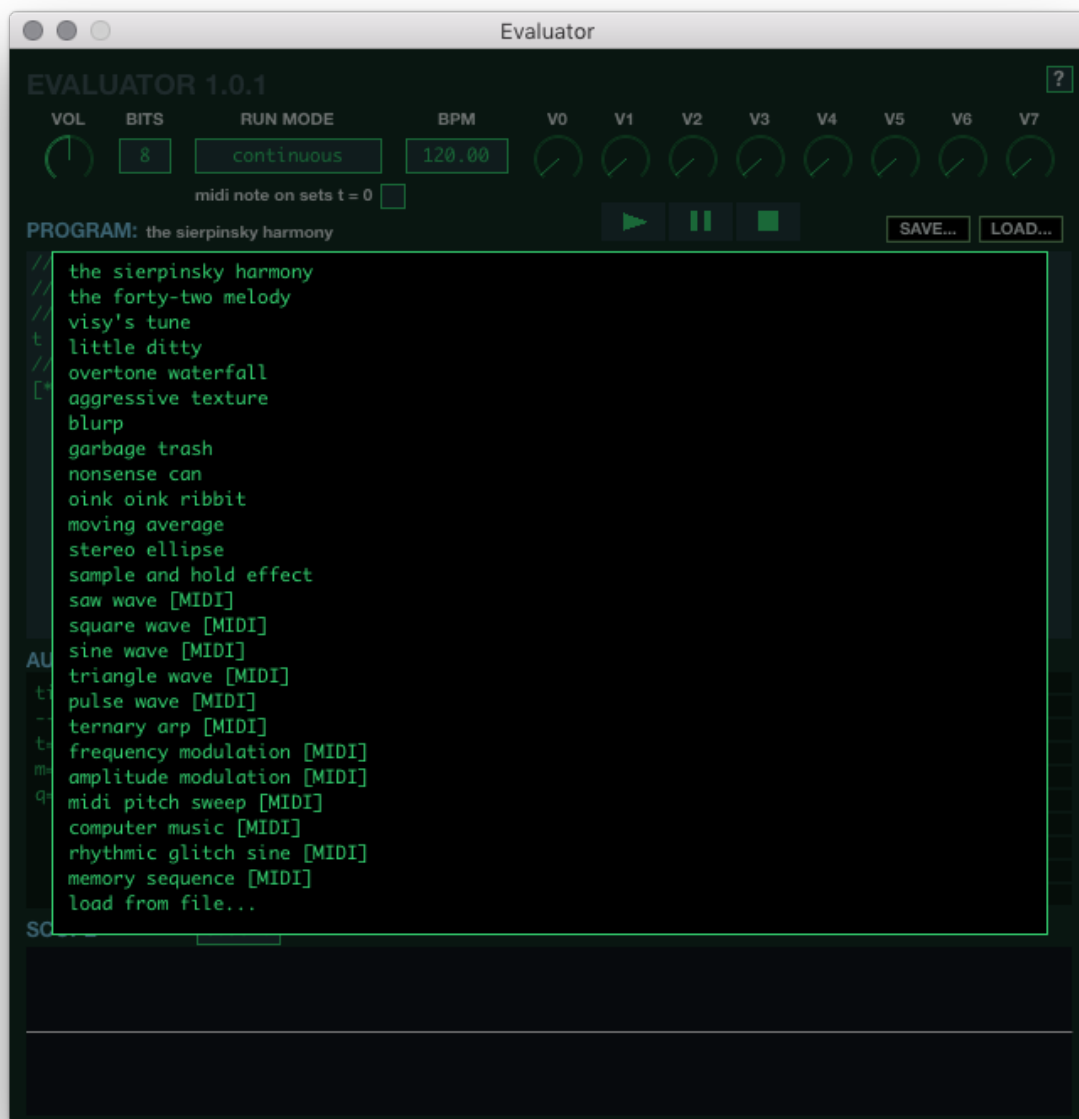 Evaluator
EVALUATOR 1.0.1
?
VOL BITS RUN MODE BPM V0 V1 V2 V3 V4 V5 V6 V7
8 continuous 120.00
midi note on sets t = 0
PROGRAM: the sierpinsky harmony SAVE... LOAD...
//
//
//
t
//
[*
the sierpinsky harmony
the forty-two melody
visy's tune
little ditty
overtone waterfall
aggressive texture
blurp
garbage trash
nonsense can
oink oink ribbit
moving average
stereo ellipse
sample and hold effect
saw wave [MIDI]
square wave [MIDI]
sine wave [MIDI]
triangle wave [MIDI]
pulse wave [MIDI]
ternary arp [MIDI]
frequency modulation [MIDI]
amplitude modulation [MIDI]
midi pitch sweep [MIDI]
computer music [MIDI]
rhythmic glitch sine [MIDI]
memory sequence [MIDI]
load from file...
AU
ti
--
t=
m=
q=